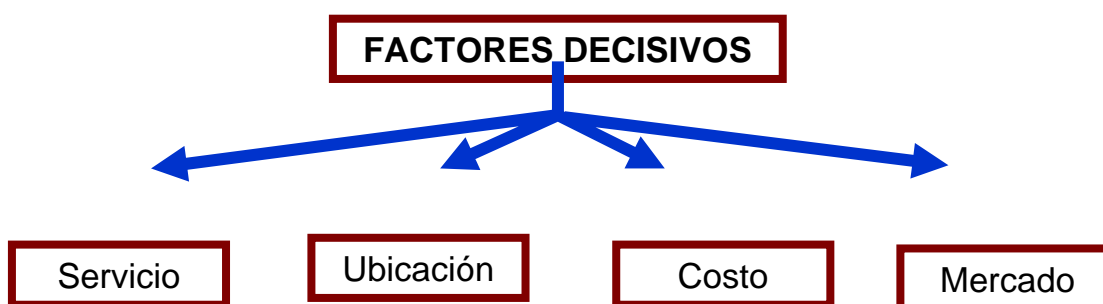 FACTORES DECISIVOS
Servicio
Ubicación
Costo
Mercado